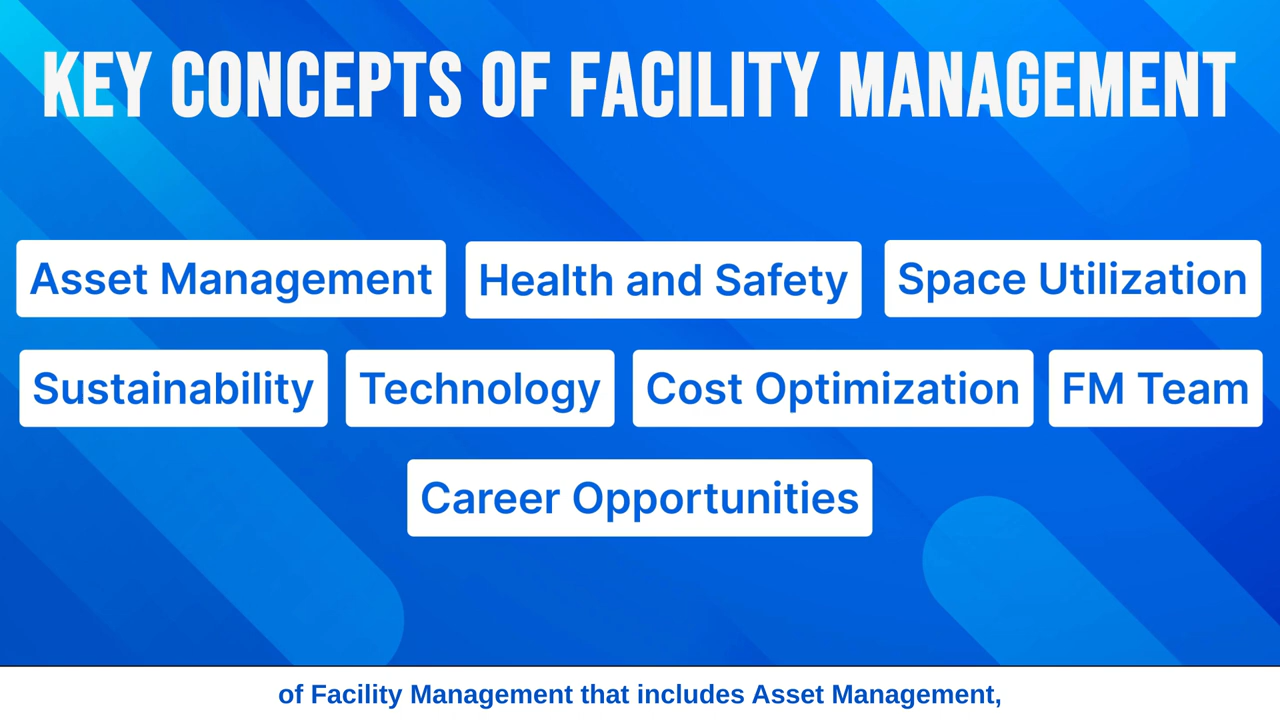 KEY CONCEPTS OF FACILITY MANAGEMENT
Asset Management
Health and Safety
Space Utilization
Sustainability
Technology
Cost Optimization
FM Team
Career Opportunities
of Facility Management that includes Asset Management,